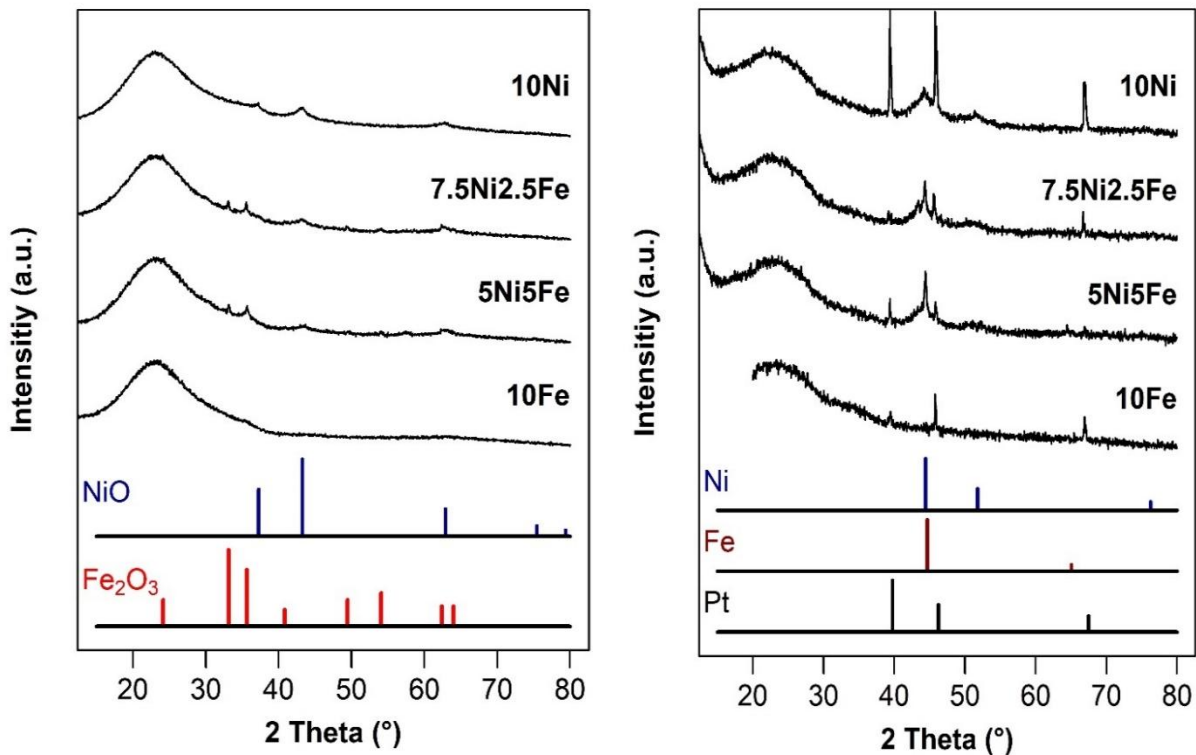 Intensitiy (a.u.)
10Ni
7.5Ni2.5Fe
5Ni5Fe
10Fe
NiO
Fe₂O₃
20 30 40 50 60 70 80
2 Theta (°)
Intensitiy (a.u.)
10Ni
7.5Ni2.5Fe
5Ni5Fe
10Fe
Ni
Fe
Pt
20 30 40 50 60 70 80
2 Theta (°)